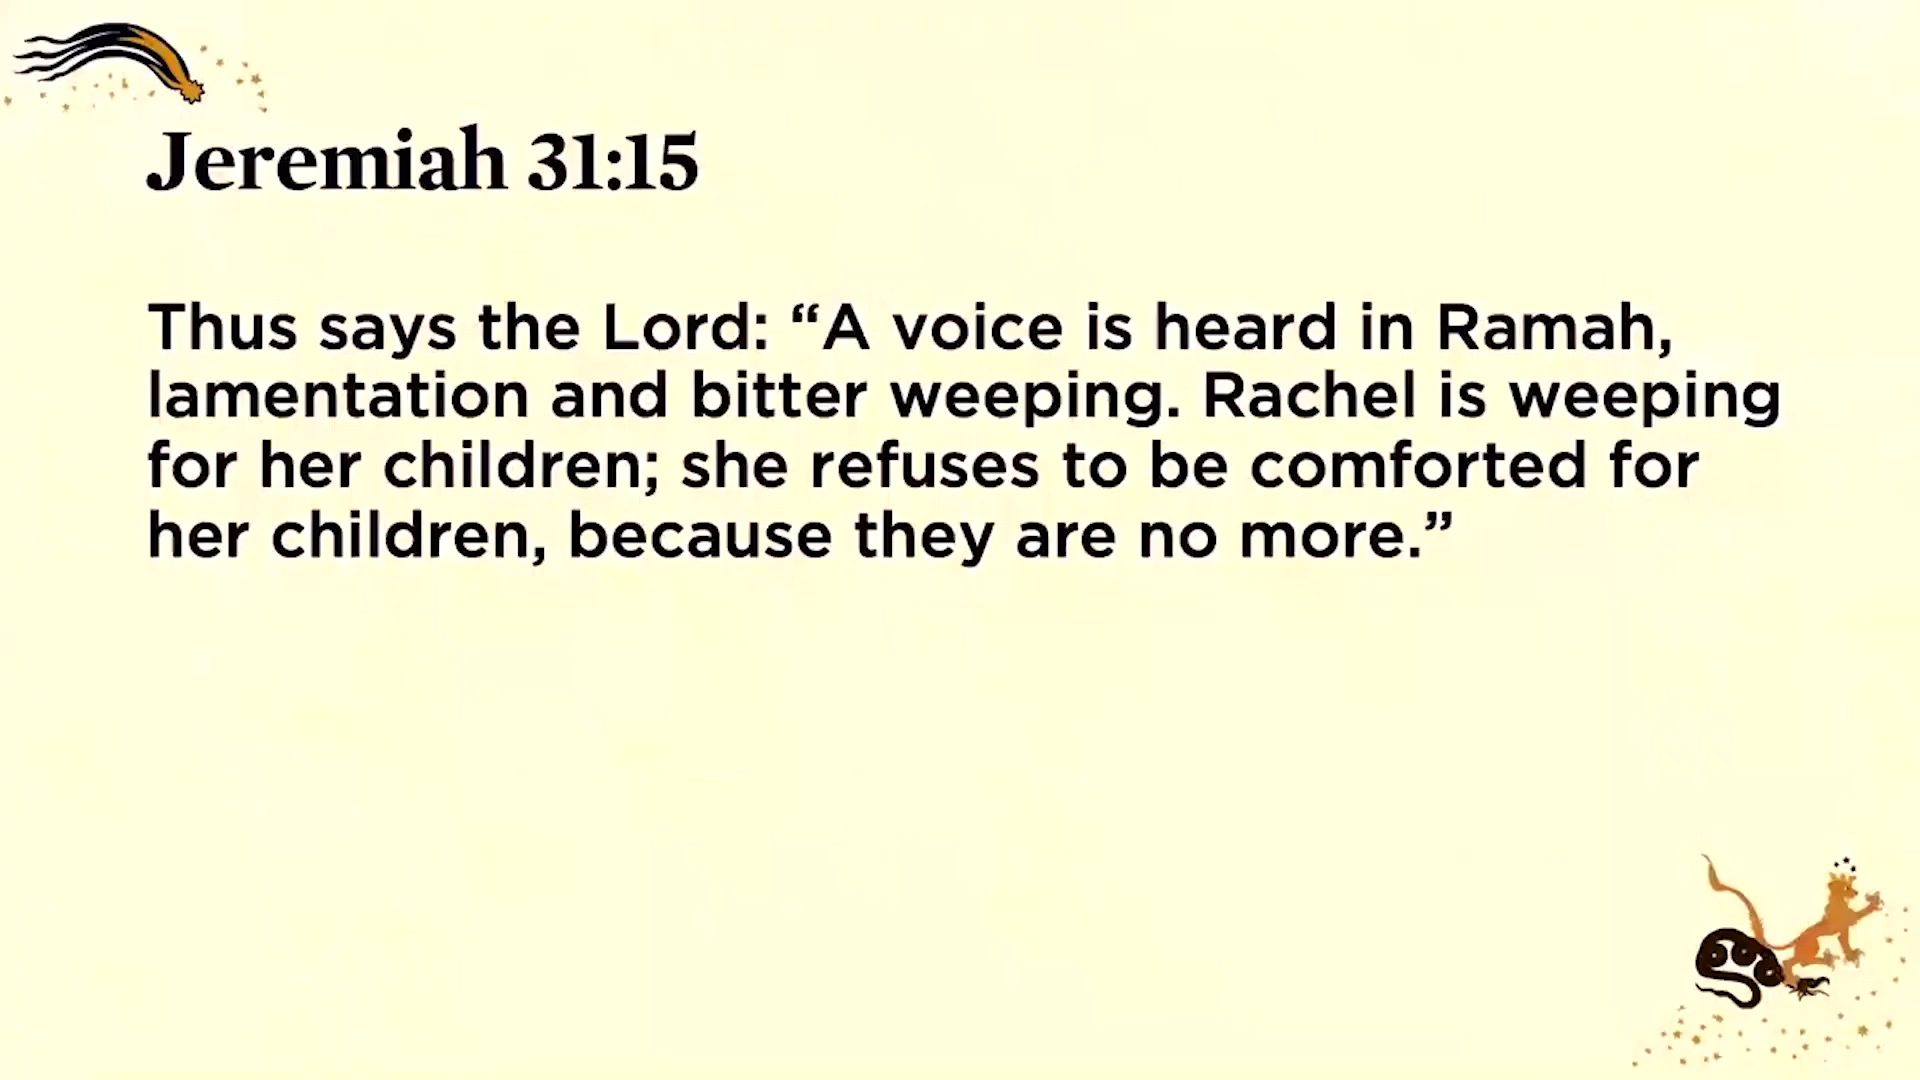 Jeremiah 31:15
Thus says the Lord: “A voice is heard in Ramah,
lamentation and bitter weeping. Rachel is weeping
for her children; she refuses to be comforted for
her children, because they are no more.”